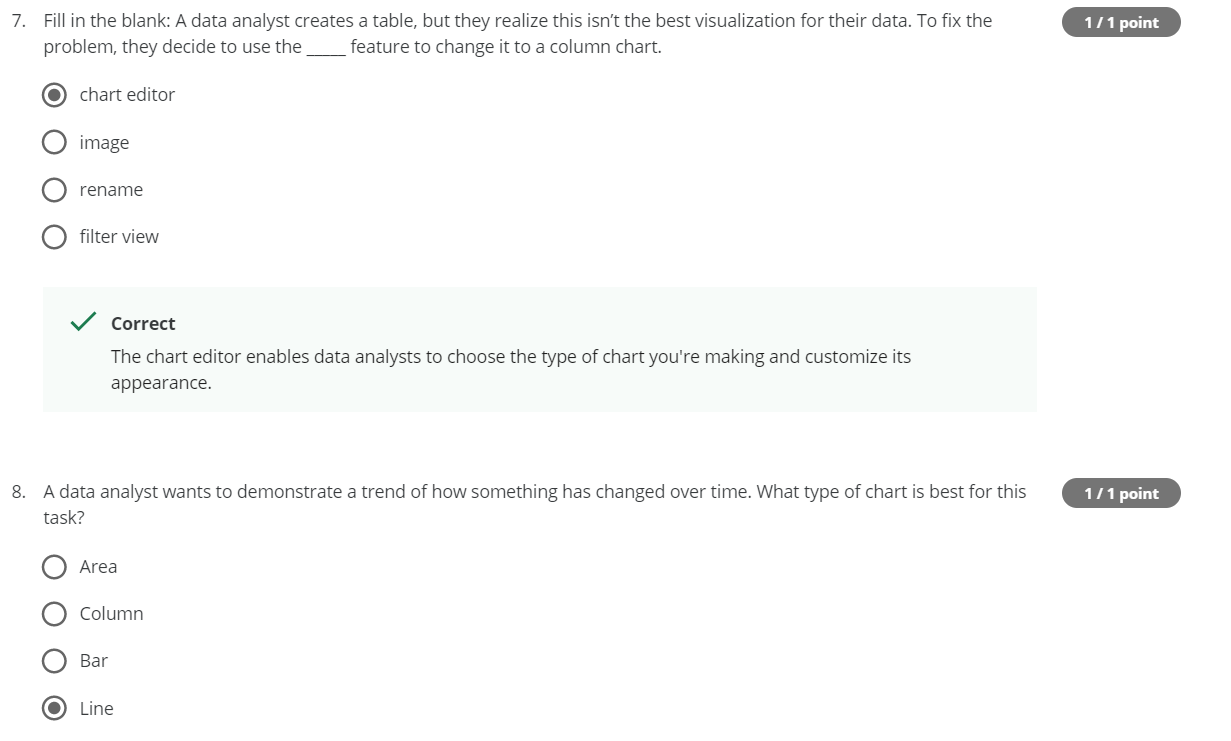 7. Fill in the blank: A data analyst creates a table, but they realize this isn’t the best visualization for their data. To fix the
1 / 1 point
problem, they decide to use the _____ feature to change it to a column chart.
chart editor
image
rename
filter view
Correct
The chart editor enables data analysts to choose the type of chart you're making and customize its
appearance.
8. A data analyst wants to demonstrate a trend of how something has changed over time. What type of chart is best for this
1 / 1 point
task?
Area
Column
Bar
Line